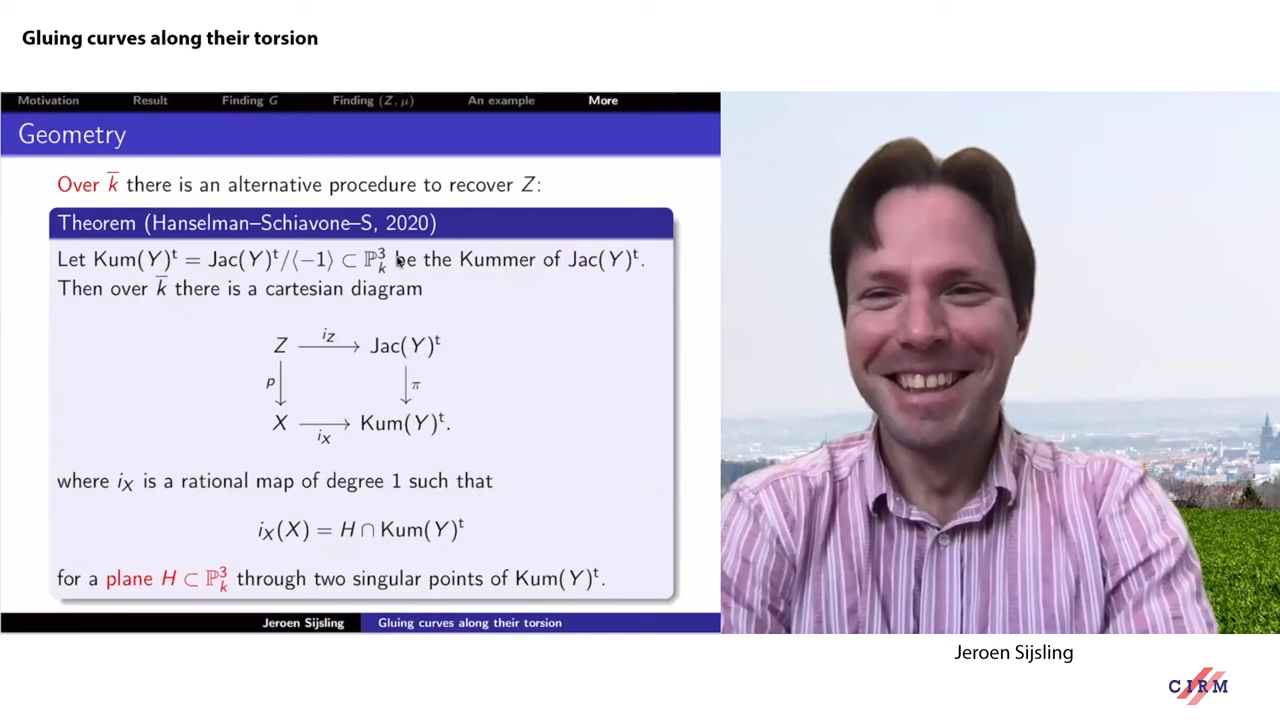 Gluing curves along their torsion
Motivation Result Finding G Finding (Z, μ) An example More
Geometry
Over k̅ there is an alternative procedure to recover Z:
Theorem (Hanselman–Schiavone–S, 2020)
Let Kum(Y)ᵗ = Jac(Y)ᵗ/⟨−1⟩ ⊂ ℙ³ₖ be the Kummer of Jac(Y)ᵗ.
Then over k̅ there is a cartesian diagram
i_Z
Z ⟶ Jac(Y)ᵗ
p π
X ⟶ Kum(Y)ᵗ.
i_X
where i_X is a rational map of degree 1 such that
i_X(X) = H ∩ Kum(Y)ᵗ
for a plane H ⊂ ℙ³ₖ through two singular points of Kum(Y)ᵗ.
Jeroen Sijsling Gluing curves along their torsion
Jeroen Sijsling
CIRM